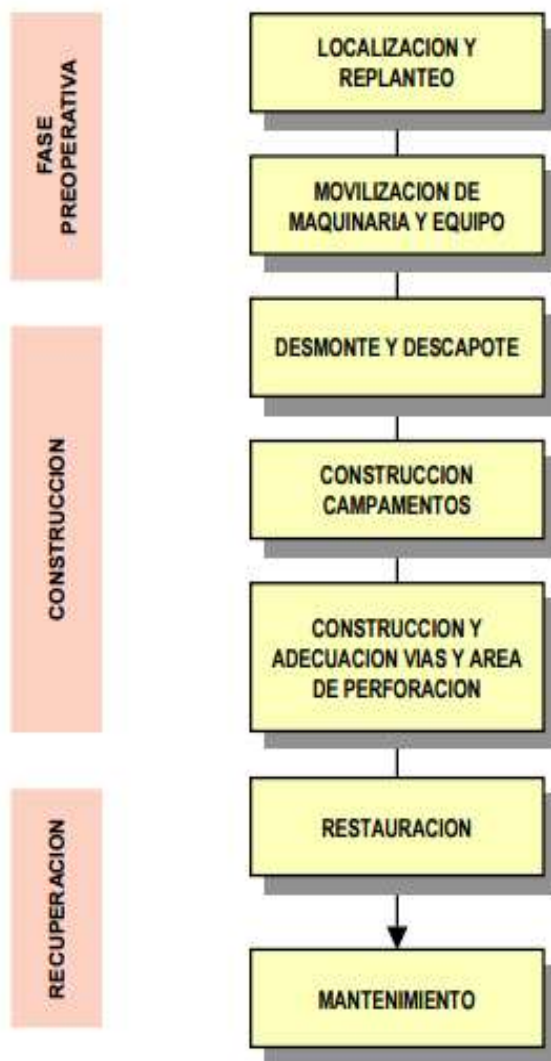 FASE
PREOPERATIVA
LOCALIZACION Y
REPLANTEO
MOVILIZACION DE
MAQUINARIA Y EQUIPO
CONSTRUCCION
DESMONTE Y DESCAPOTE
CONSTRUCCION
CAMPAMENTOS
CONSTRUCCION Y
ADECUACION VIAS Y AREA
DE PERFORACION
RECUPERACION
RESTAURACION
MANTENIMIENTO